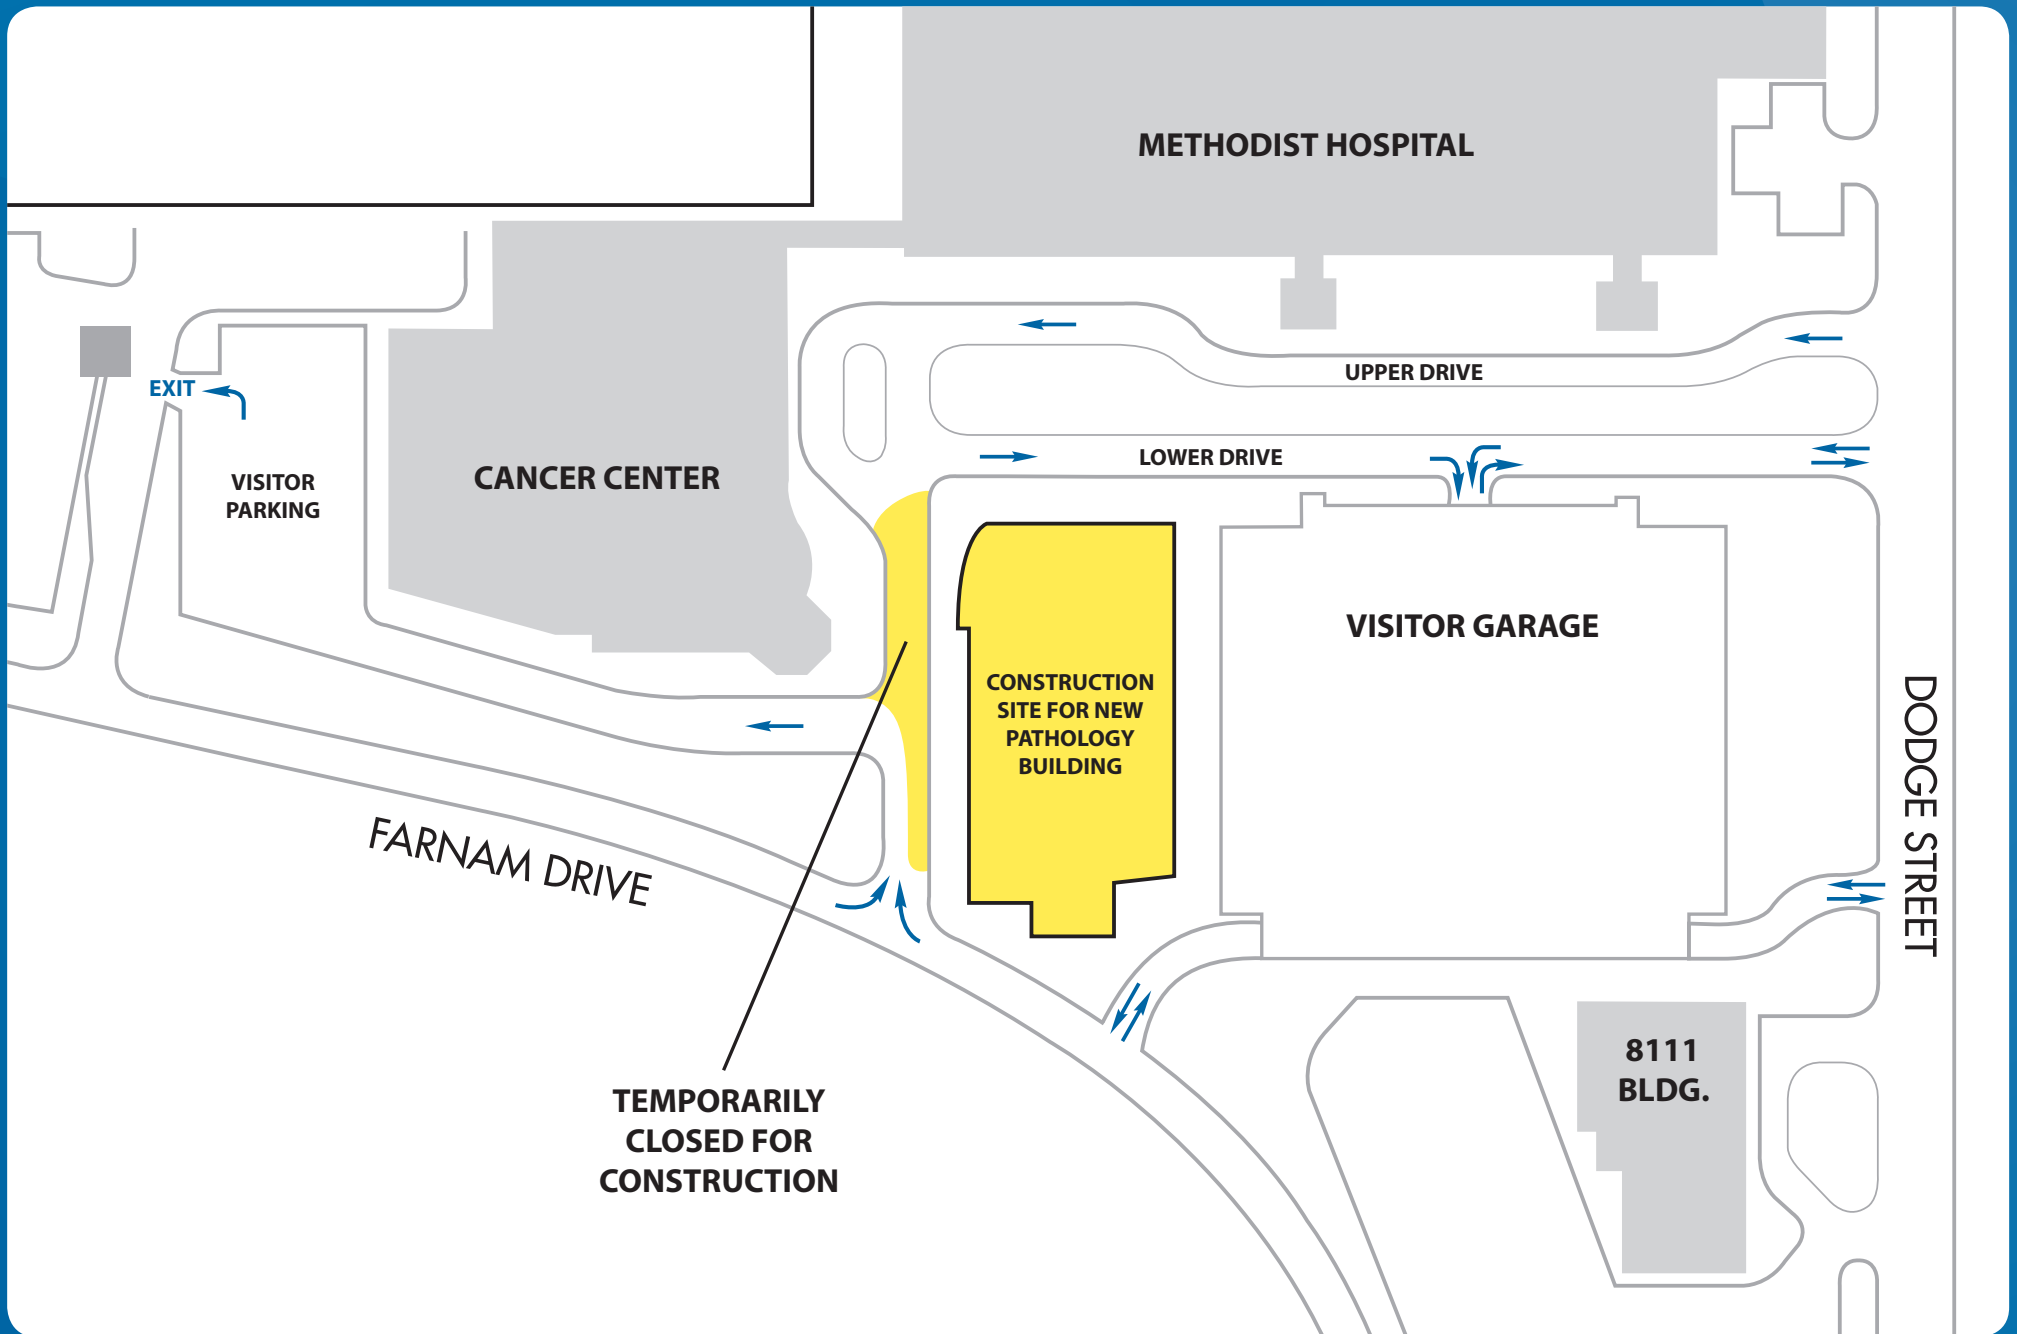 METHODIST HOSPITAL
UPPER DRIVE
EXIT
LOWER DRIVE
VISITOR
PARKING
CANCER CENTER
VISITOR GARAGE
CONSTRUCTION
SITE FOR NEW
PATHOLOGY
BUILDING
DODGE STREET
FARNAM DRIVE
8111
BLDG.
TEMPORARILY
CLOSED FOR
CONSTRUCTION